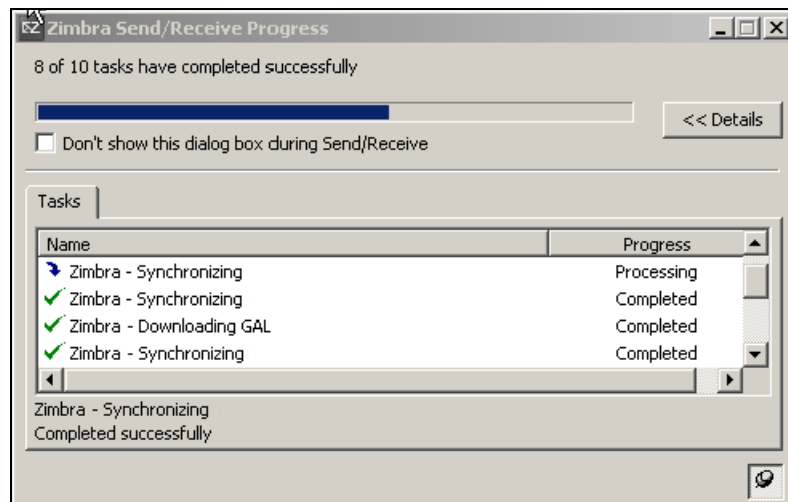 Zimbra Send/Receive Progress
8 of 10 tasks have completed successfully
<< Details
Don't show this dialog box during Send/Receive
Tasks
Name Progress
Zimbra - Synchronizing Processing
Zimbra - Synchronizing Completed
Zimbra - Downloading GAL Completed
Zimbra - Synchronizing Completed
Zimbra - Synchronizing
Completed successfully